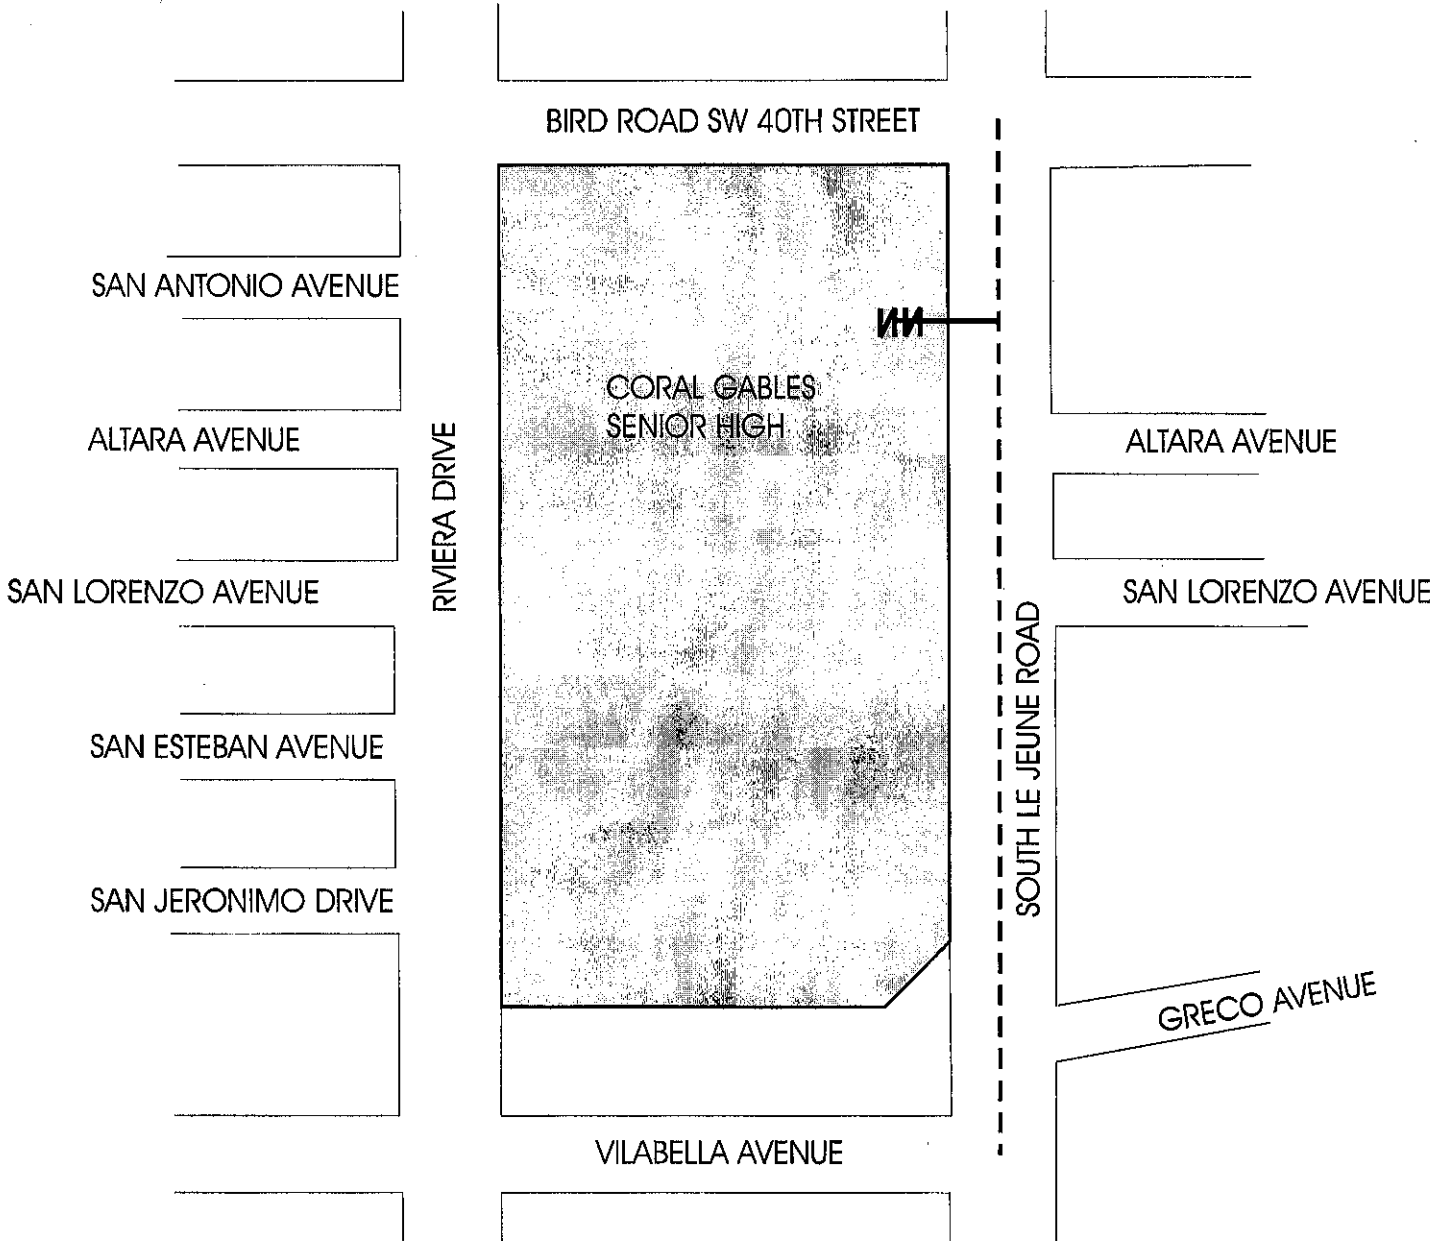 BIRD ROAD SW 40TH STREET
SAN ANTONIO AVENUE
CORAL GABLES
SENIOR HIGH
ALTARA AVENUE
ALTARA AVENUE
RIVIERA DRIVE
SAN LORENZO AVENUE
SAN LORENZO AVENUE
SOUTH LE JEUNE ROAD
SAN ESTEBAN AVENUE
SAN JERONIMO DRIVE
GRECO AVENUE
VILABELLA AVENUE